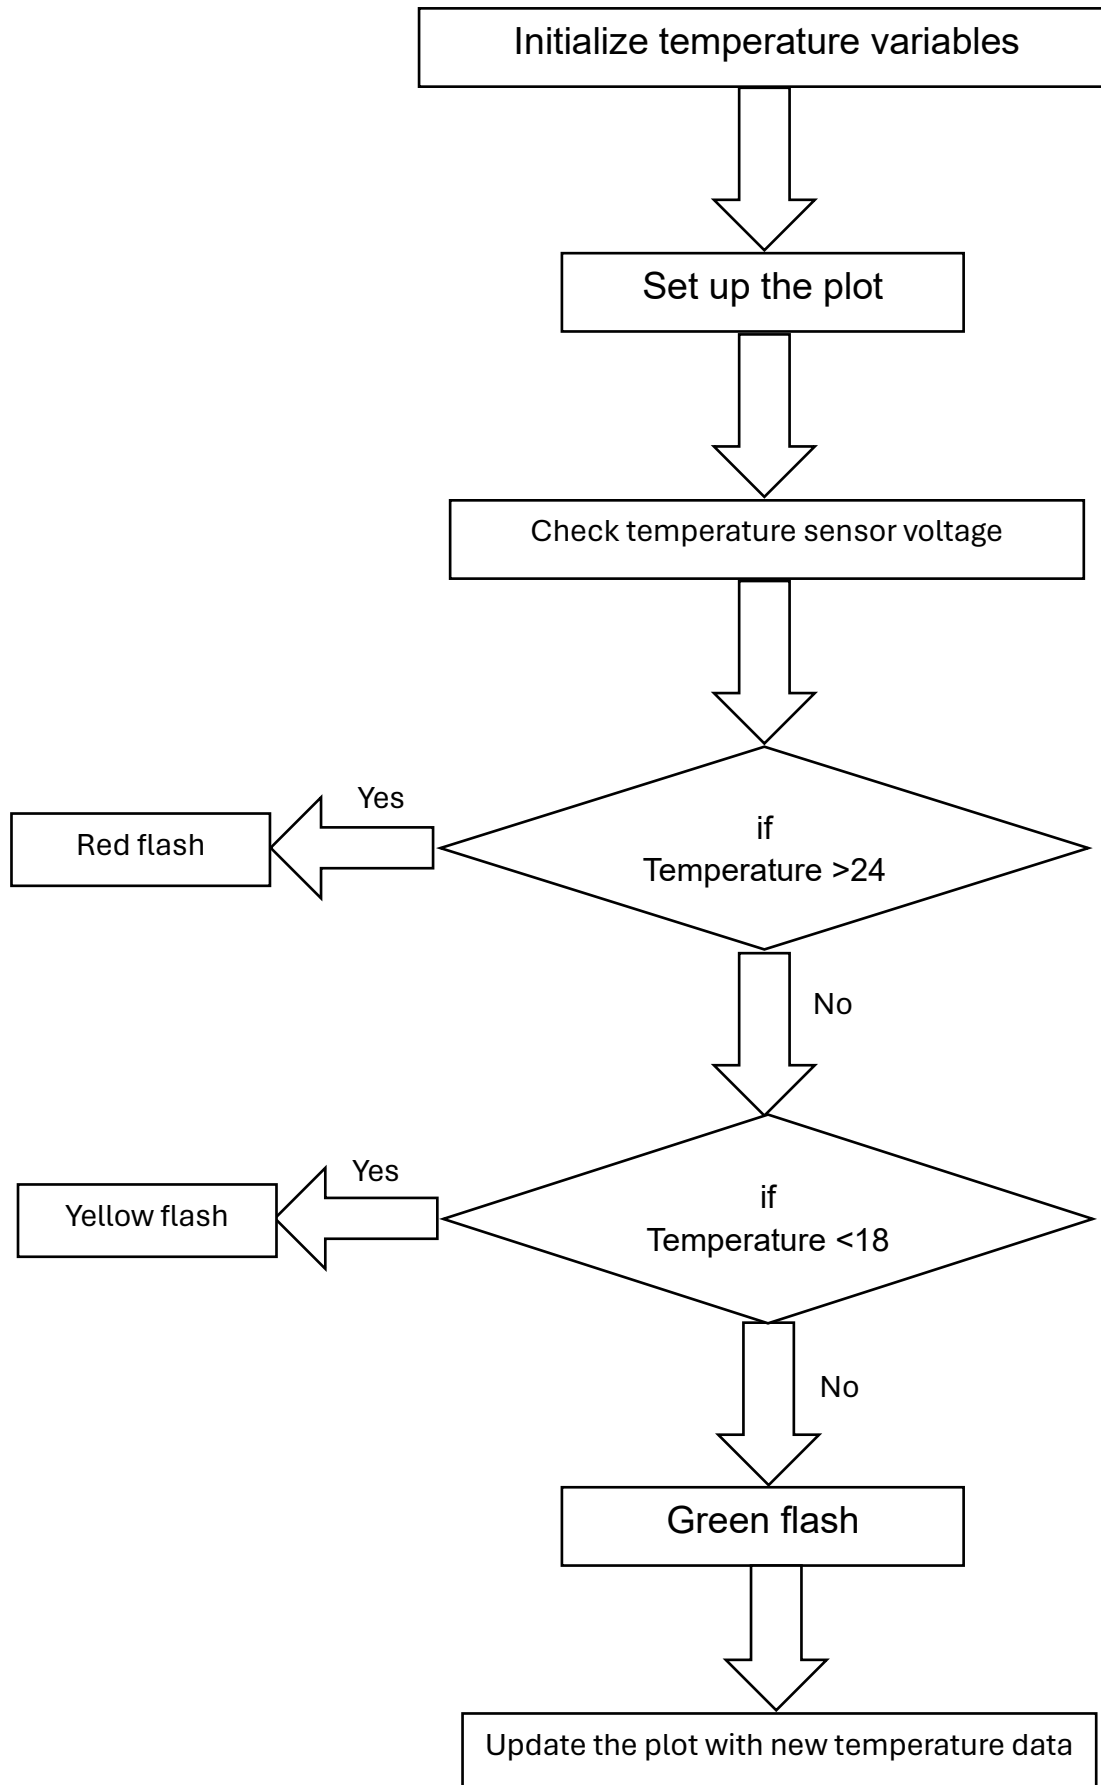 Initialize temperature variables
Set up the plot
Check temperature sensor voltage
Yes
Red flash
if
Temperature >24
No
Yes
Yellow flash
if
Temperature <18
No
Green flash
Update the plot with new temperature data